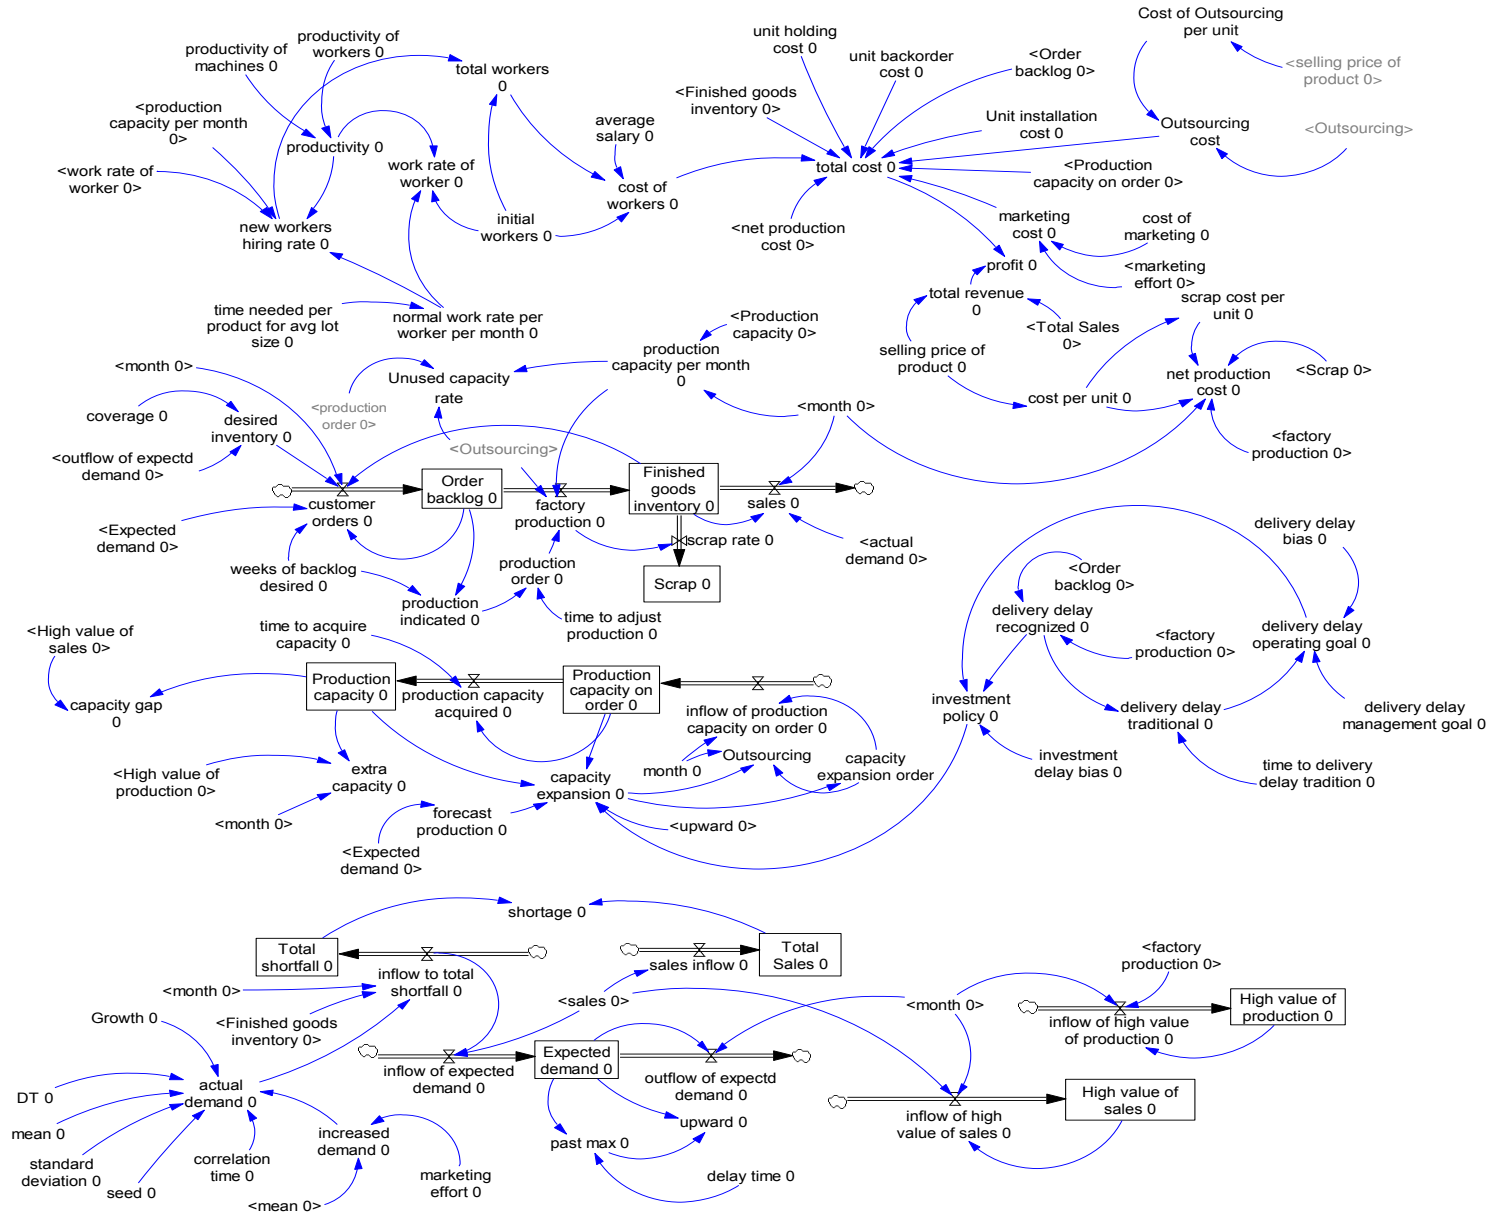 productivity of
machines 0
productivity of
workers 0
total workers
0
<production
capacity per month
0>
<work rate of
worker 0>
productivity 0
work rate of
worker 0
average
salary 0
cost of
workers 0
initial
workers 0
new workers
hiring rate 0
time needed per
product for avg lot
size 0
normal work rate per
worker per month 0
unit holding
cost 0
unit backorder
cost 0
<Order
backlog 0>
<Finished goods
inventory 0>
Unit installation
cost 0
total cost 0
<Production
capacity on order 0>
<net production
cost 0>
marketing
cost 0
cost of
marketing 0
<marketing
effort 0>
profit 0
total revenue
0
<Total Sales
0>
selling price of
product 0
Cost of Outsourcing
per unit
<selling price of
product 0>
Outsourcing
cost
<Outsourcing>
scrap cost per
unit 0
net production
cost 0
<Scrap 0>
cost per unit 0
<factory
production 0>
<month 0>
coverage 0
desired
inventory 0
<outflow of expectd
demand 0>
<Production
capacity 0>
production
capacity per month
0
Unused capacity
rate
<production
order 0>
<Outsourcing>
<month 0>
customer
orders 0
Order
backlog 0
factory
production 0
Finished
goods
inventory 0
sales 0
<Expected
demand 0>
weeks of backlog
desired 0
production
indicated 0
production
order 0
time to adjust
production 0
scrap rate 0
Scrap 0
<actual
demand 0>
<High value of
sales 0>
capacity gap
0
time to acquire
capacity 0
Production
capacity 0
production capacity
acquired 0
Production
capacity on
order 0
inflow of production
capacity on order 0
month 0
Outsourcing
capacity
expansion order
<High value of
production 0>
extra
capacity 0
<month 0>
capacity
expansion 0
forecast
production 0
<Expected
demand 0>
<upward 0>
delivery delay
bias 0
<Order
backlog 0>
delivery delay
recognized 0
<factory
production 0>
delivery delay
operating goal 0
investment
policy 0
delivery delay
traditional 0
delivery delay
management goal 0
investment
delay bias 0
time to delivery
delay tradition 0
shortage 0
Total
shortfall 0
inflow to total
shortfall 0
sales inflow 0
Total
Sales 0
<month 0>
<Finished goods
inventory 0>
<sales 0>
<month 0>
<factory
production 0>
inflow of high value
of production 0
High value of
production 0
Growth 0
DT 0
mean 0
standard
deviation 0
seed 0
correlation
time 0
actual
demand 0
increased
demand 0
<mean 0>
marketing
effort 0
inflow of expected
demand 0
Expected
demand 0
outflow of expectd
demand 0
upward 0
past max 0
delay time 0
inflow of high
value of sales 0
High value of
sales 0